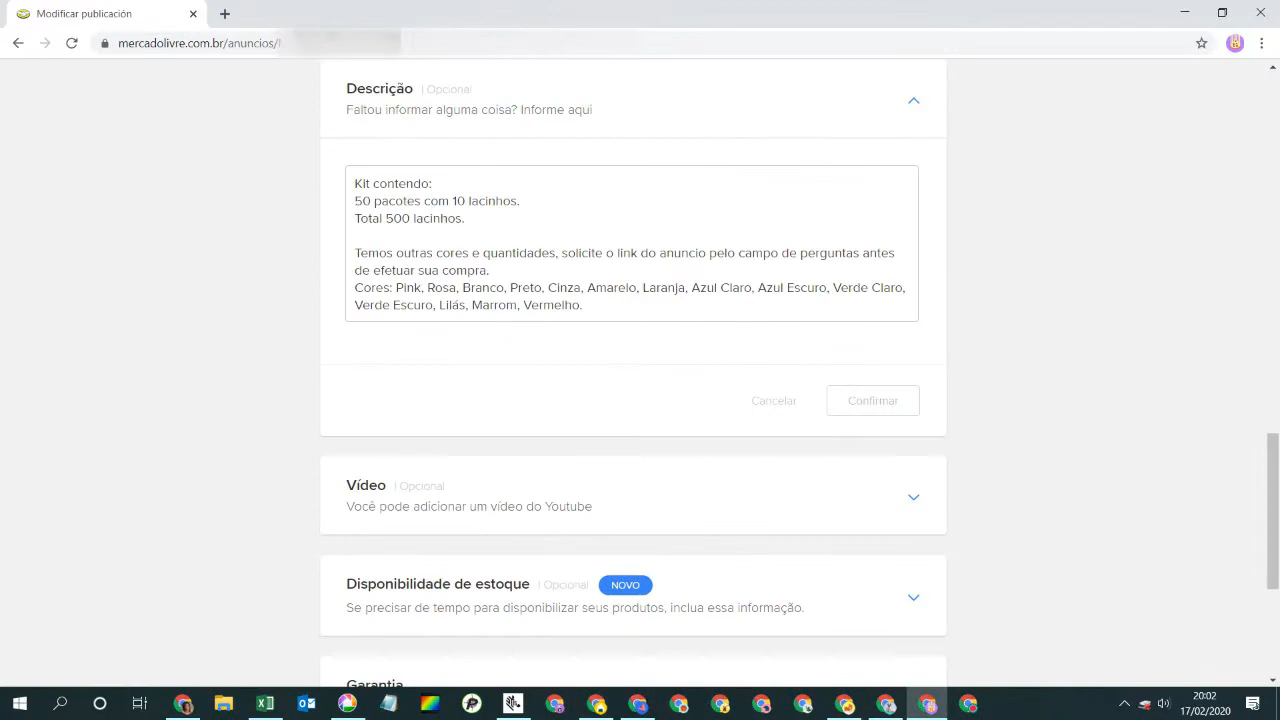 Modificar publicación
mercadolivre.com.br/anuncios/
Descrição | Opcional
Faltou informar alguma coisa? Informe aqui
Kit contendo:
50 pacotes com 10 lacinhos.
Total 500 lacinhos.
Temos outras cores e quantidades, solicite o link do anuncio pelo campo de perguntas antes
de efetuar sua compra.
Cores: Pink, Rosa, Branco, Preto, Cinza, Amarelo, Laranja, Azul Claro, Azul Escuro, Verde Claro,
Verde Escuro, Lilás, Marrom, Vermelho.
Cancelar Confirmar
Vídeo | Opcional
Você pode adicionar um vídeo do Youtube
Disponibilidade de estoque | Opcional NOVO
Se precisar de tempo para disponibilizar seus produtos, inclua essa informação.
Garantia
20:02
17/02/2020